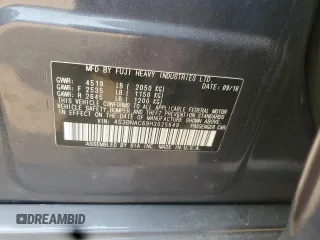 MFD BY FUJI HEAVY INDUSTRIES LTD.
GVWR: 4519 LB ( 2050 KG) DATE: 09/16
GAWR: F 2535 LB ( 1150 KG)
GAWR: R 2645 LB ( 1200 KG)
THIS VEHICLE CONFORMS TO ALL APPLICABLE FEDERAL MOTOR
VEHICLE SAFETY, BUMPER AND THEFT PREVENTION STANDARDS
IN EFFECT ON THE DATE OF MANUFACTURE SHOWN ABOVE.
VIN: PASSENGER CAR
ASSEMBLED BY SIA INC. IN U.S.A.
DREAMBID